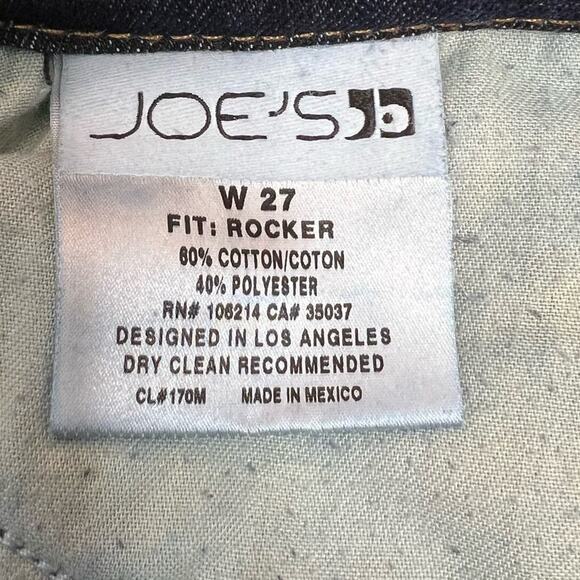 JOE'S
W 27
FIT: ROCKER
60% COTTON/COTON
40% POLYESTER
RN# 106214 CA# 35037
DESIGNED IN LOS ANGELES
DRY CLEAN RECOMMENDED
CL#170M MADE IN MEXICO